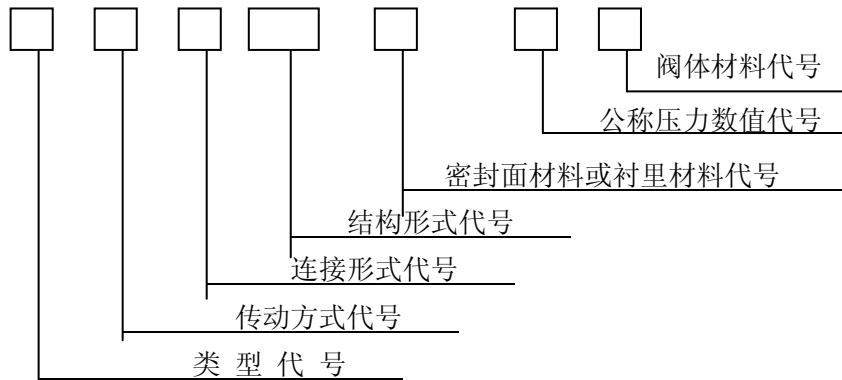 阀体材料代号
公称压力数值代号
密封面材料或衬里材料代号
结构形式代号
连接形式代号
传动方式代号
类 型 代 号